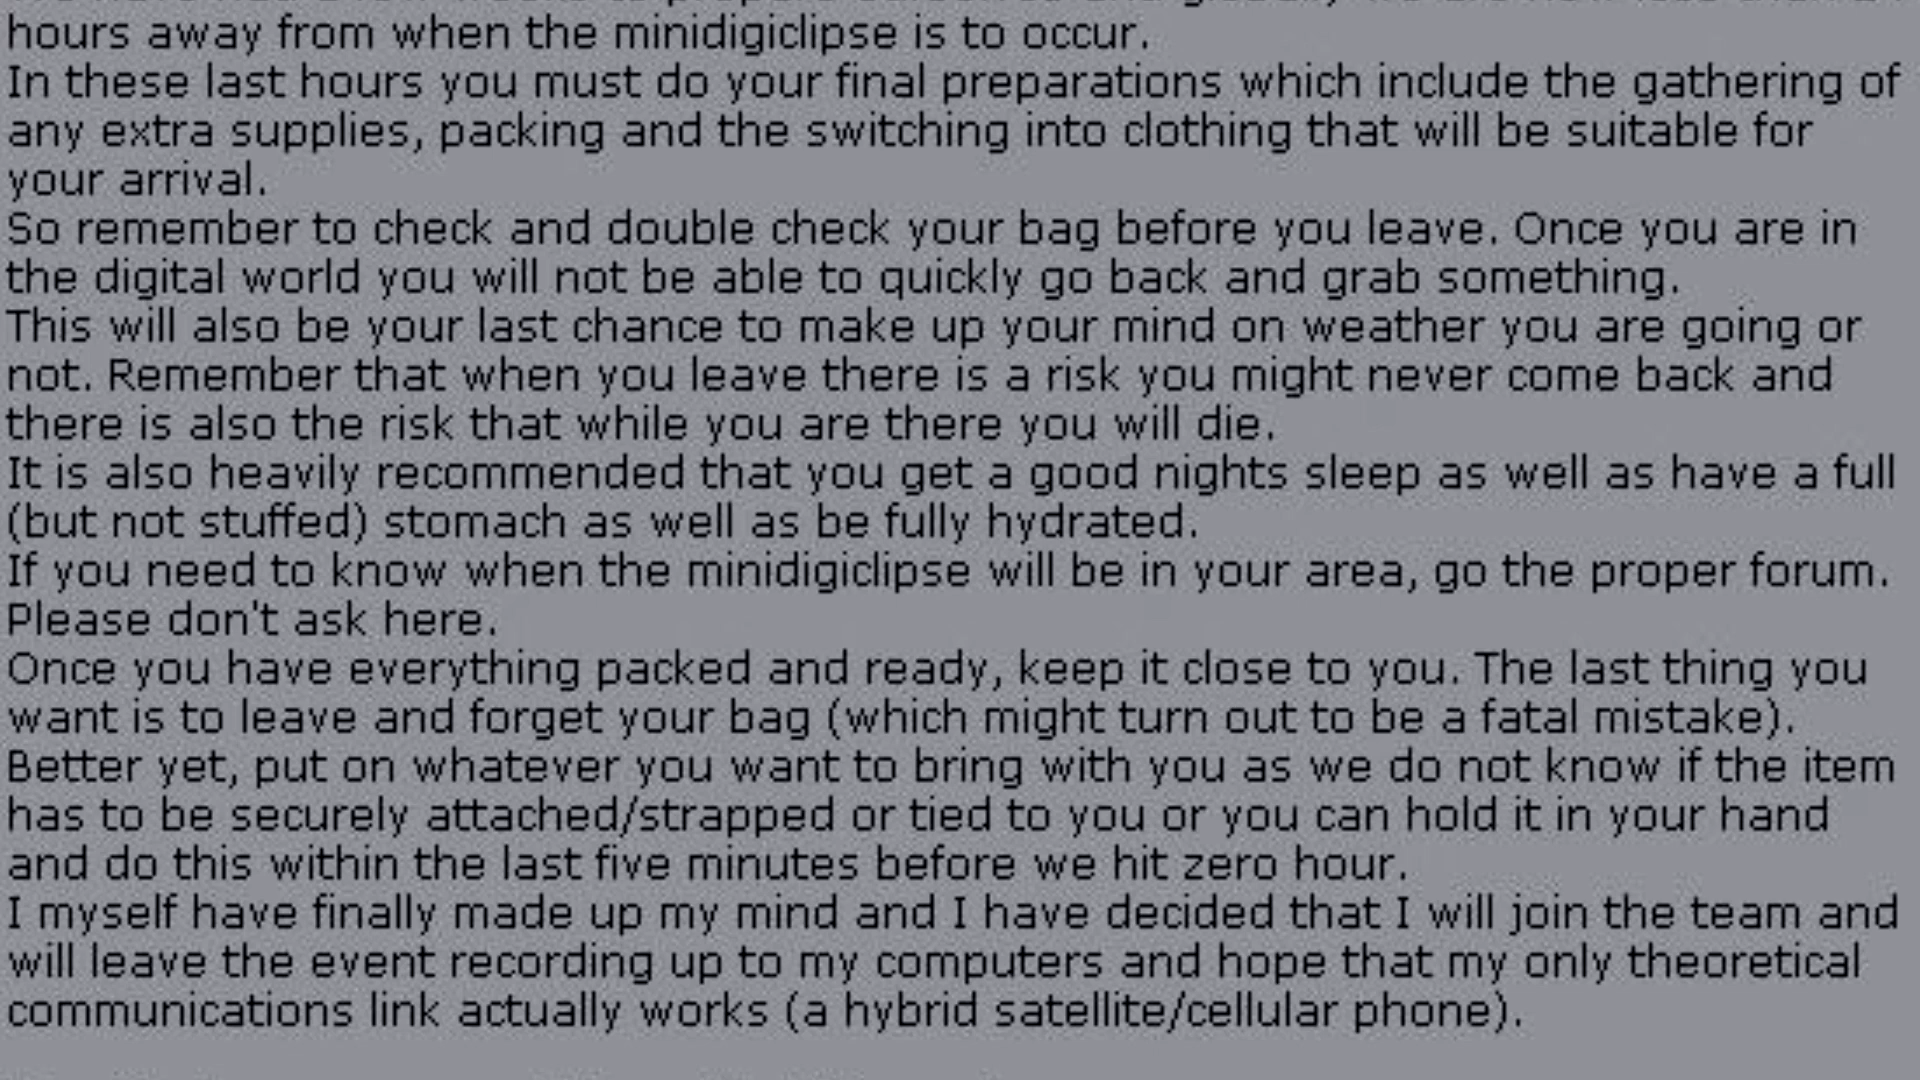 hours away from when the minidigiclipse is to occur.
In these last hours you must do your final preparations which include the gathering of
any extra supplies, packing and the switching into clothing that will be suitable for
your arrival.
So remember to check and double check your bag before you leave. Once you are in
the digital world you will not be able to quickly go back and grab something.
This will also be your last chance to make up your mind on weather you are going or
not. Remember that when you leave there is a risk you might never come back and
there is also the risk that while you are there you will die.
It is also heavily recommended that you get a good nights sleep as well as have a full
(but not stuffed) stomach as well as be fully hydrated.
If you need to know when the minidigiclipse will be in your area, go the proper forum.
Please don't ask here.
Once you have everything packed and ready, keep it close to you. The last thing you
want is to leave and forget your bag (which might turn out to be a fatal mistake).
Better yet, put on whatever you want to bring with you as we do not know if the item
has to be securely attached/strapped or tied to you or you can hold it in your hand
and do this within the last five minutes before we hit zero hour.
I myself have finally made up my mind and I have decided that I will join the team and
will leave the event recording up to my computers and hope that my only theoretical
communications link actually works (a hybrid satellite/cellular phone).